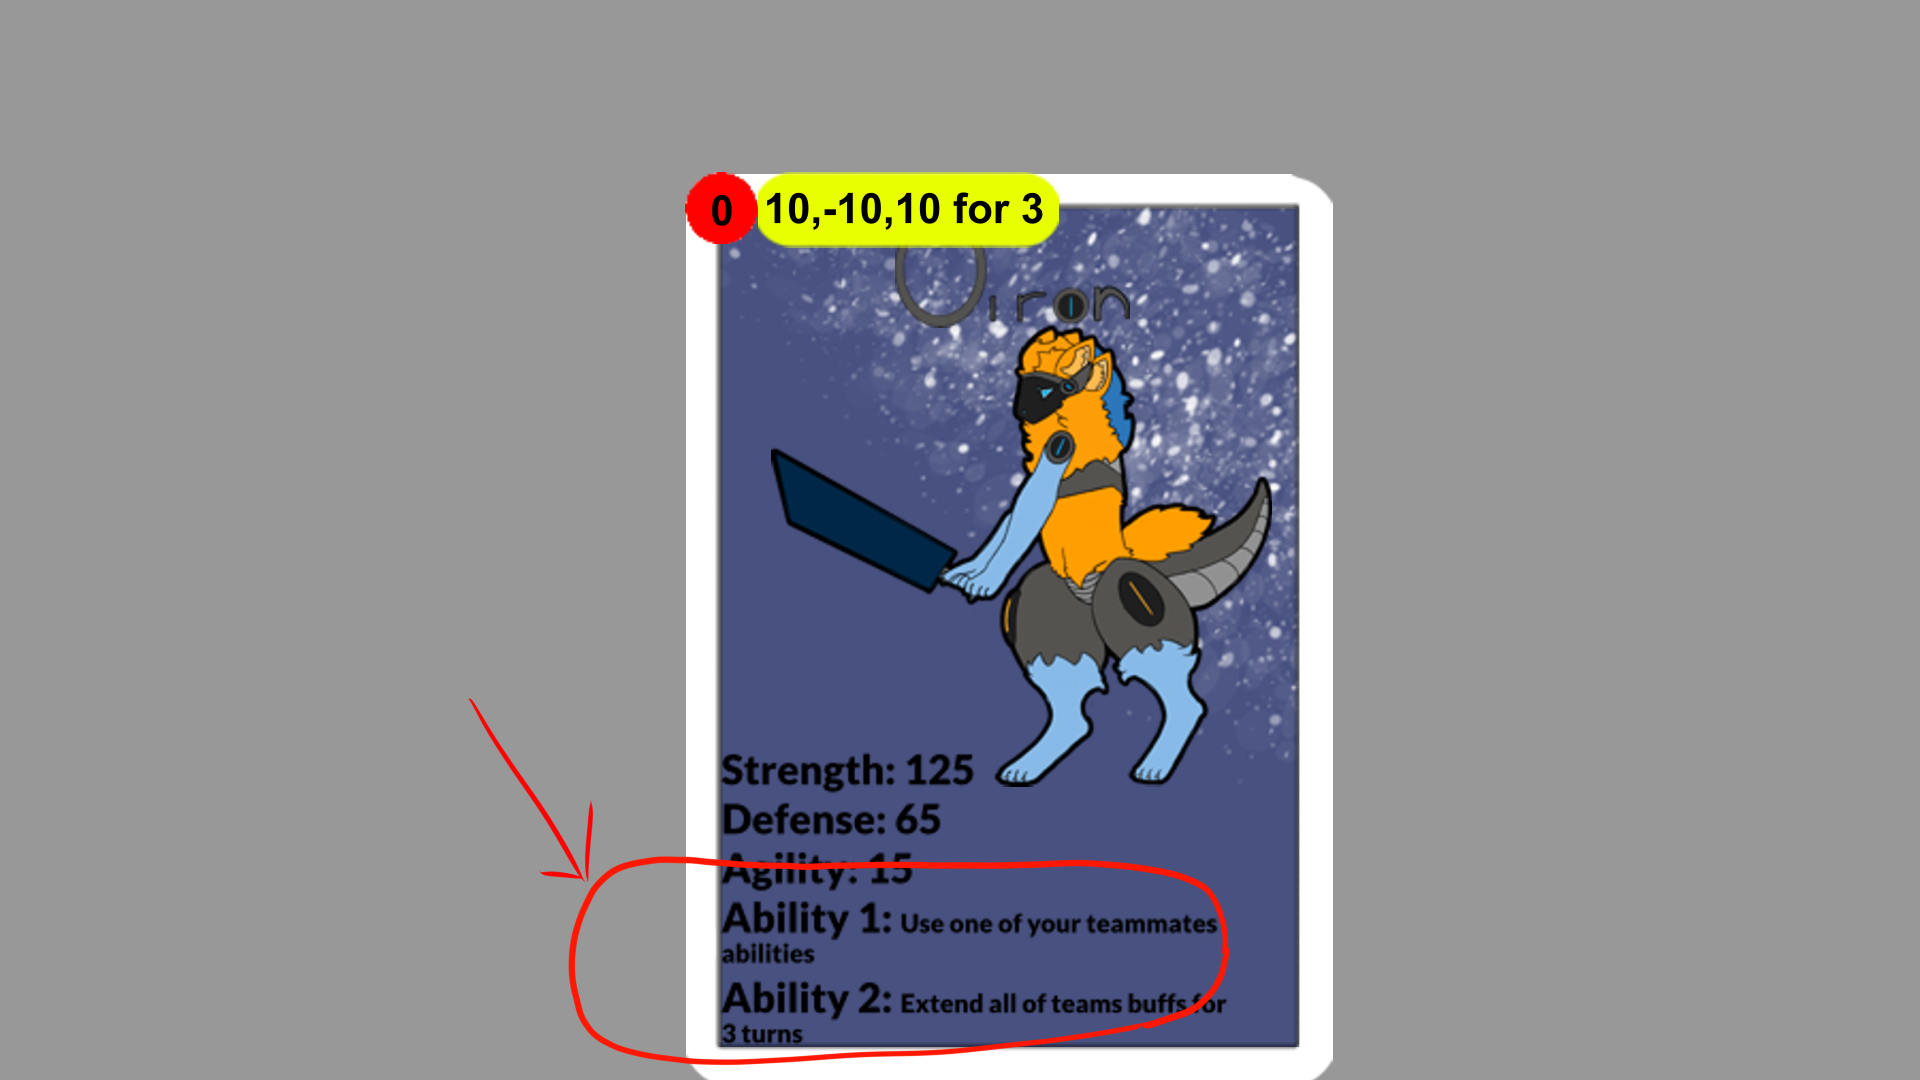 0 10,-10,10 for 3
Oiron
Strength: 125
Defense: 65
Agility: 15
Ability 1: Use one of your teammates
abilities
Ability 2: Extend all of teams buffs for
3 turns